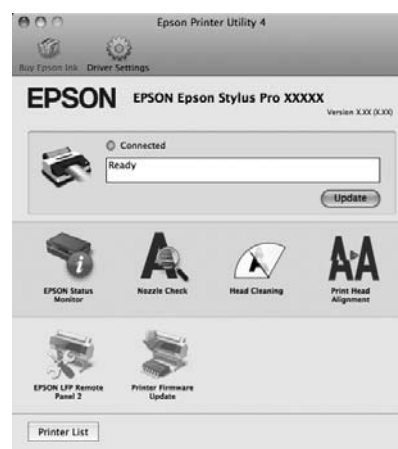 Epson Printer Utility 4
Buy Epson Ink Driver Settings
EPSON EPSON Epson Stylus Pro XXXXX
Version X.XX (X.XX)
Connected
Ready
Update
EPSON Status
Monitor
Nozzle Check
Head Cleaning
Print Head
Alignment
EPSON LFP Remote
Panel 2
Printer Firmware
Update
Printer List